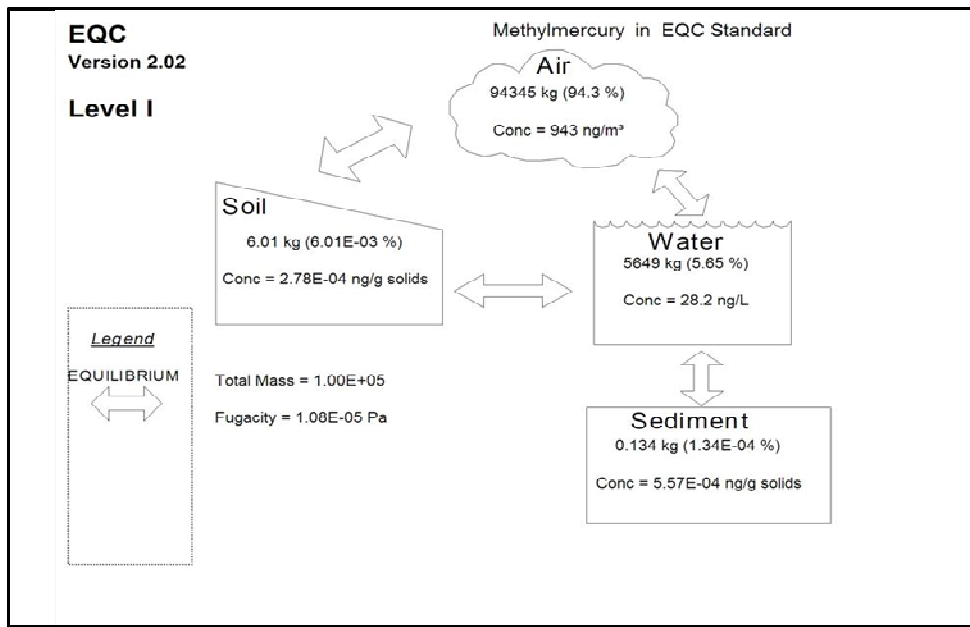 EQC
Version 2.02
Level I
Methylmercury in EQC Standard
Air
94345 kg (94.3 %)
Conc = 943 ng/m³
Soil
6.01 kg (6.01E-03 %)
Conc = 2.78E-04 ng/g solids
Water
5649 kg (5.65 %)
Conc = 28.2 ng/L
Legend
EQUILIBRIUM
Total Mass = 1.00E+05
Fugacity = 1.08E-05 Pa
Sediment
0.134 kg (1.34E-04 %)
Conc = 5.57E-04 ng/g solids